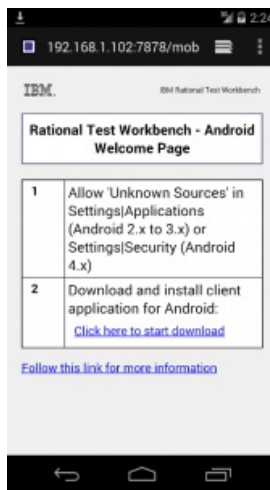 2:24
192.168.1.102:7878/mob
IBM.
IBM Rational Test Workbench
Rational Test Workbench - Android
Welcome Page
1
Allow 'Unknown Sources' in
Settings|Applications
(Android 2.x to 3.x) or
Settings|Security (Android
4.x)
2
Download and install client
application for Android:
Click here to start download
Follow this link for more information